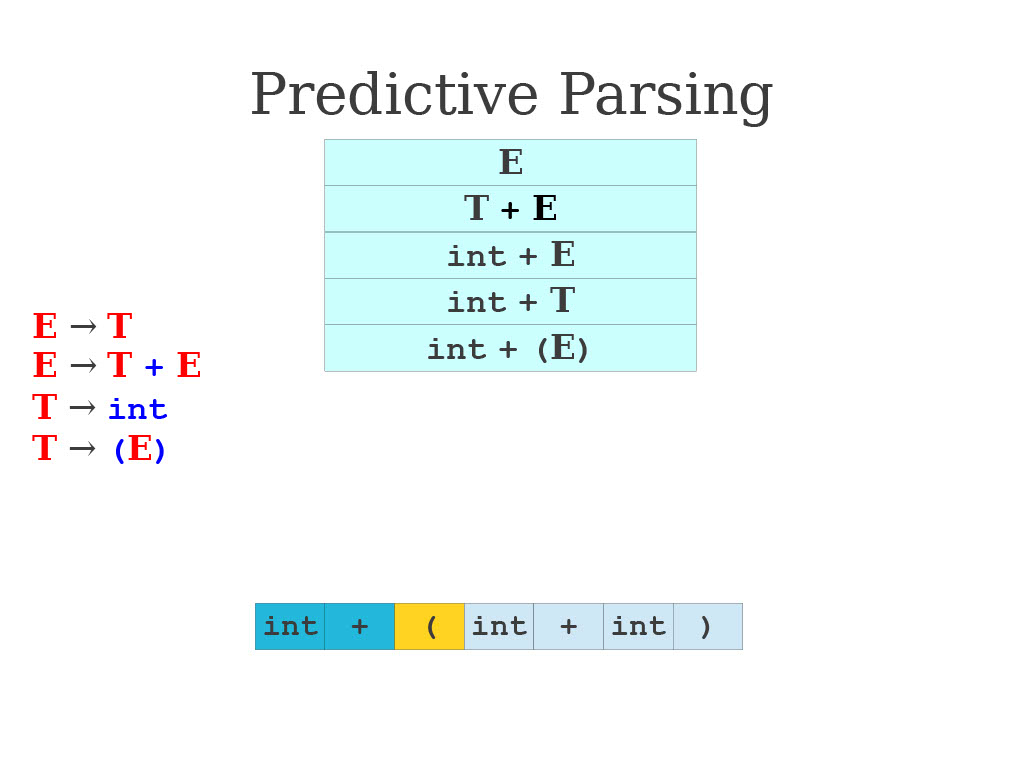 Predictive Parsing
E
T + E
int + E
int + T
int + (E)
E → T
E → T + E
T → int
T → (E)
int + ( int + int )